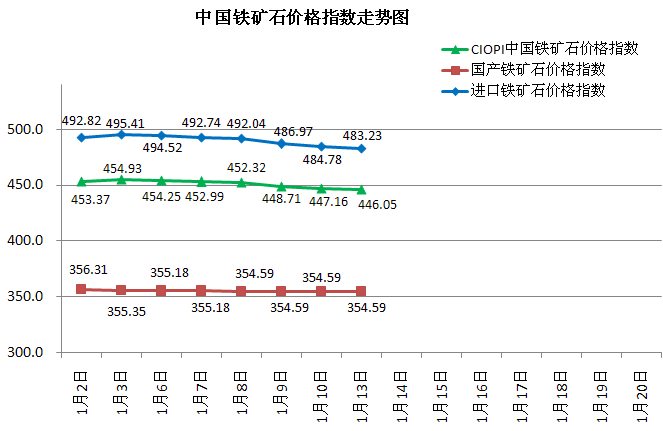 中国铁矿石价格指数走势图
CIOPI中国铁矿石价格指数
国产铁矿石价格指数
进口铁矿石价格指数
500.0
450.0
400.0
350.0
300.0
492.82
495.41
494.52
492.74
492.04
486.97
484.78
483.23
453.37
454.93
454.25
452.99
452.32
448.71
447.16
446.05
356.31
355.35
355.18
355.18
354.59
354.59
354.59
354.59
1月2日
1月3日
1月6日
1月7日
1月8日
1月9日
1月10日
1月13日
1月14日
1月15日
1月16日
1月17日
1月18日
1月19日
1月20日